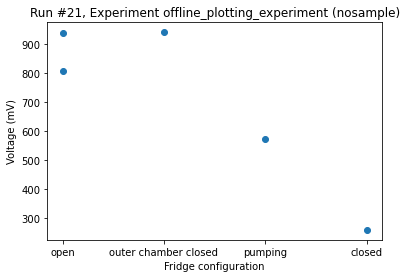 Run #21, Experiment offline_plotting_experiment (nosample)
900
800
700
600
500
400
300
Voltage (mV)
open
outer chamber closed
pumping
closed
Fridge configuration